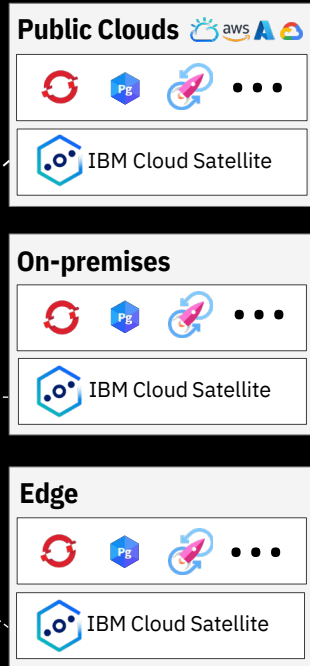 Public Clouds aws
Pg
IBM Cloud Satellite
On-premises
Pg
IBM Cloud Satellite
Edge
Pg
IBM Cloud Satellite